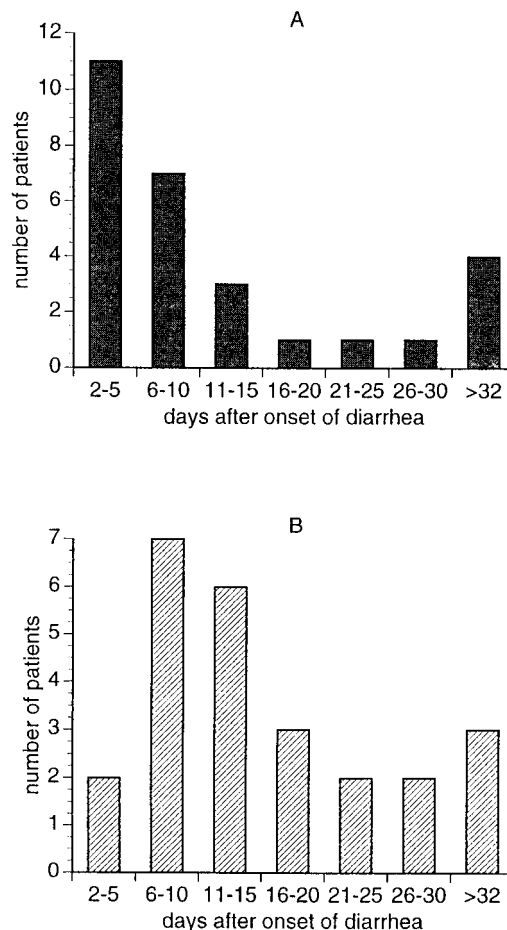 A
number of patients
12
10
8
6
4
2
0
2-5 6-10 11-15 16-20 21-25 26-30 >32
days after onset of diarrhea
B
number of patients
7
6
5
3
2
1
0
2-5 6-10 11-15 16-20 21-25 26-30 >32
days after onset of diarrhea